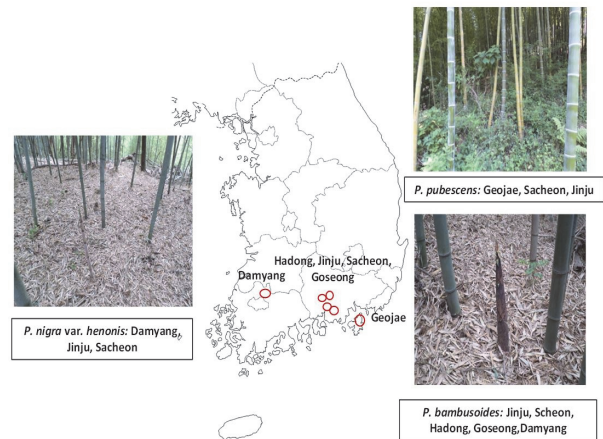 P. pubescens: Geojae, Sacheon, Jinju
Hadong, Jinju, Sacheon,
Goseong
Damyang
Geojae
P. nigra var. henonis: Damyang,
Jinju, Sacheon
P. bambusoides: Jinju, Scheon,
Hadong, Goseong,Damyang